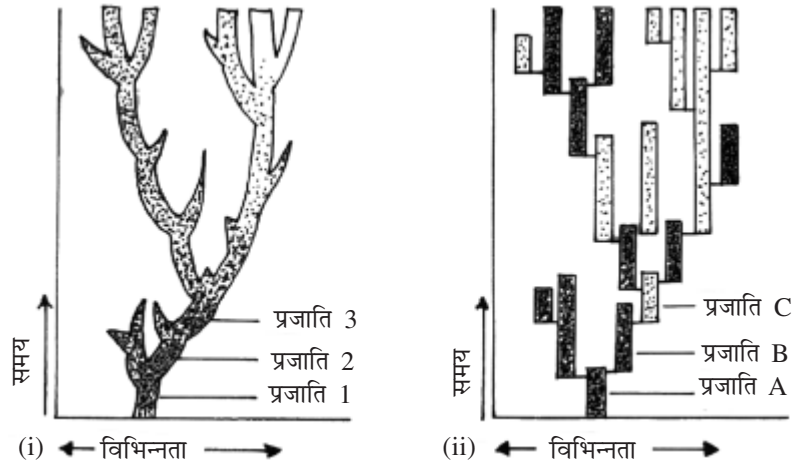 समय
प्रजाति 3
प्रजाति 2
प्रजाति 1
(i)
विभिन्नता
समय
प्रजाति C
प्रजाति B
प्रजाति A
(ii)
विभिन्नता